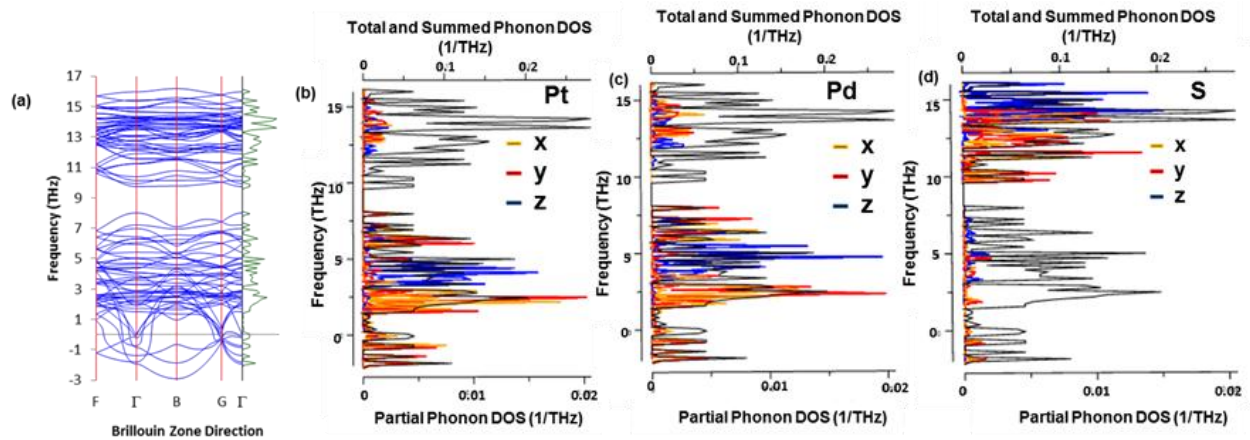 (a)
17
15
13
11
9
7
5
3
1
-1
-3
Frequency (THz)
F Γ B G Γ
Brillouin Zone Direction
Total and Summed Phonon DOS
(1/THz)
0 0.1 0.2
(b)
Pt
x
y
z
15
10
5
0
Frequency (THz)
0 0.01 0.02
Partial Phonon DOS (1/THz)
Total and Summed Phonon DOS
(1/THz)
0 0.1 0.2
(c)
Pd
x
y
z
15
10
5
0
Frequency (THz)
0 0.01 0.02
Partial Phonon DOS (1/THz)
Total and Summed Phonon DOS
(1/THz)
0 0.1 0.2
(d)
S
x
y
z
15
10
5
0
Frequency (THz)
0 0.01 0.02
Partial Phonon DOS (1/THz)